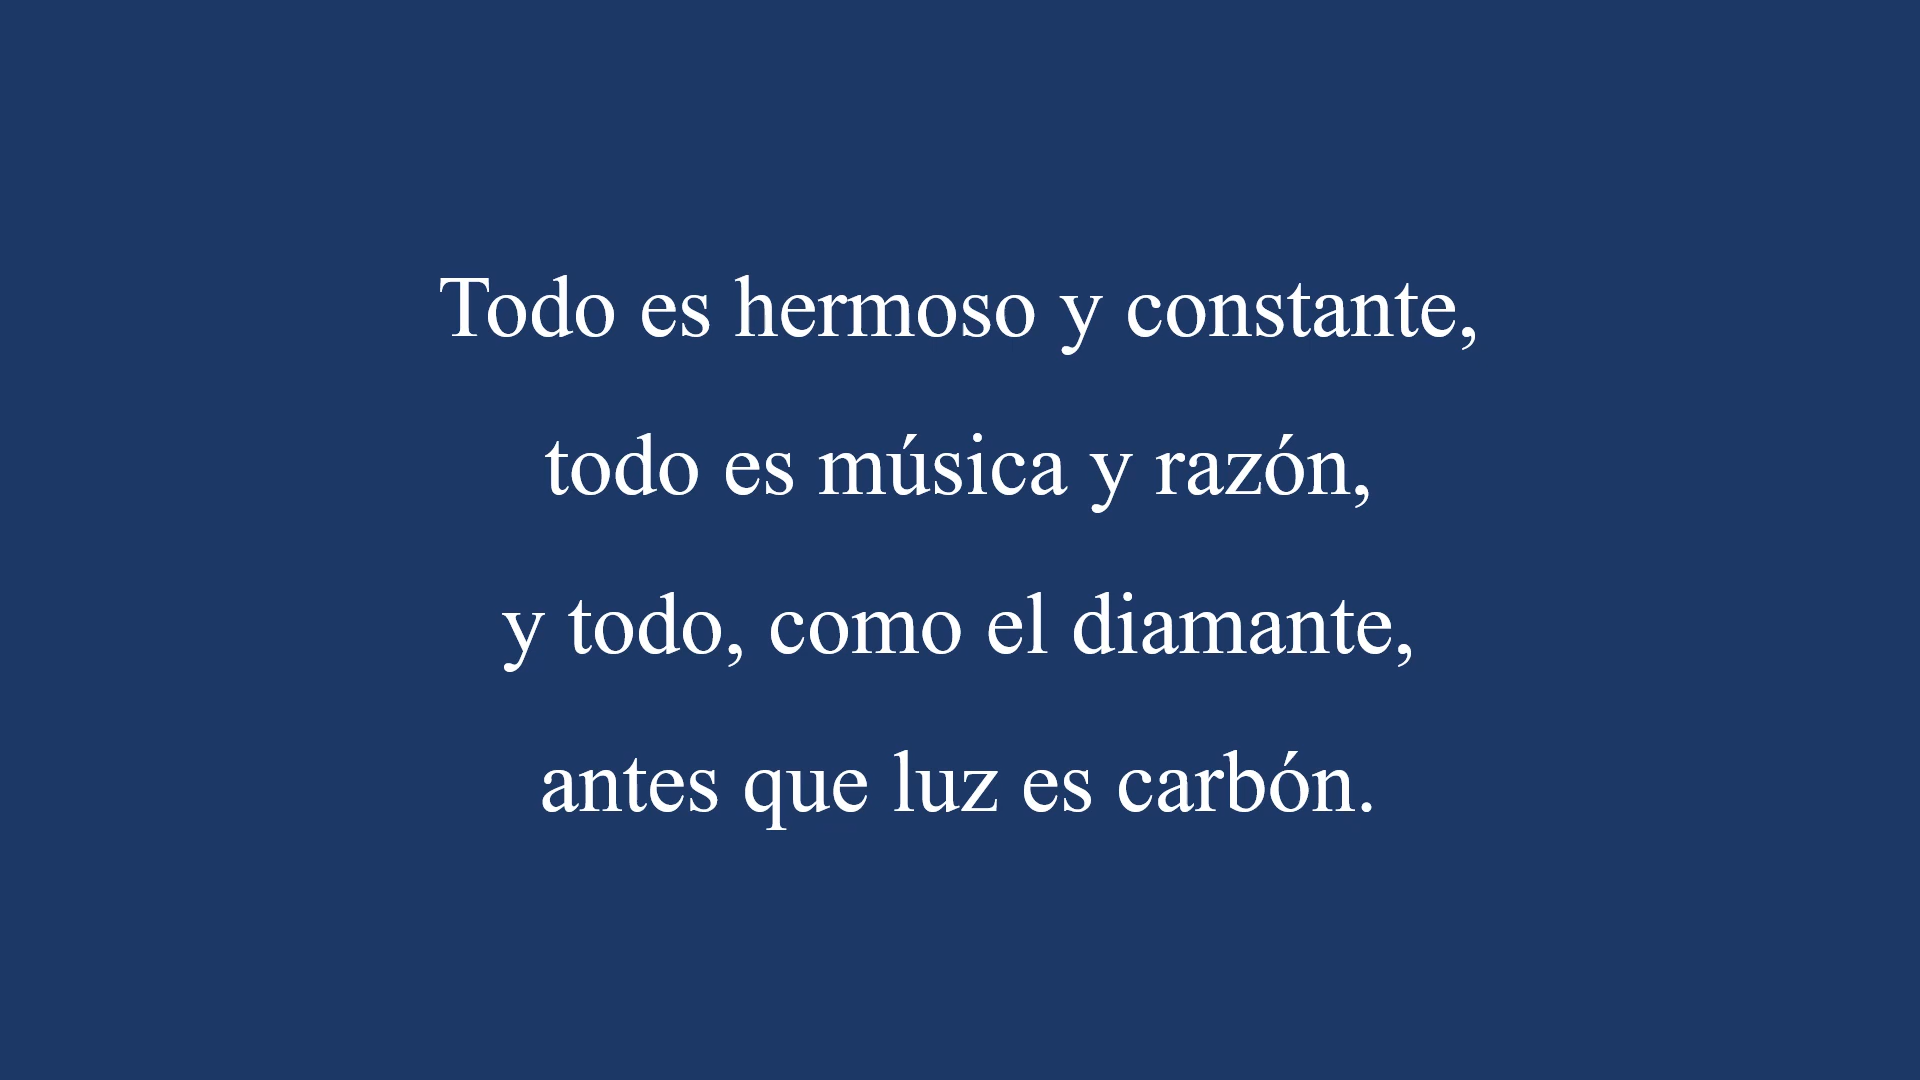 Todo es hermoso y constante,
todo es música y razón,
y todo, como el diamante,
antes que luz es carbón.